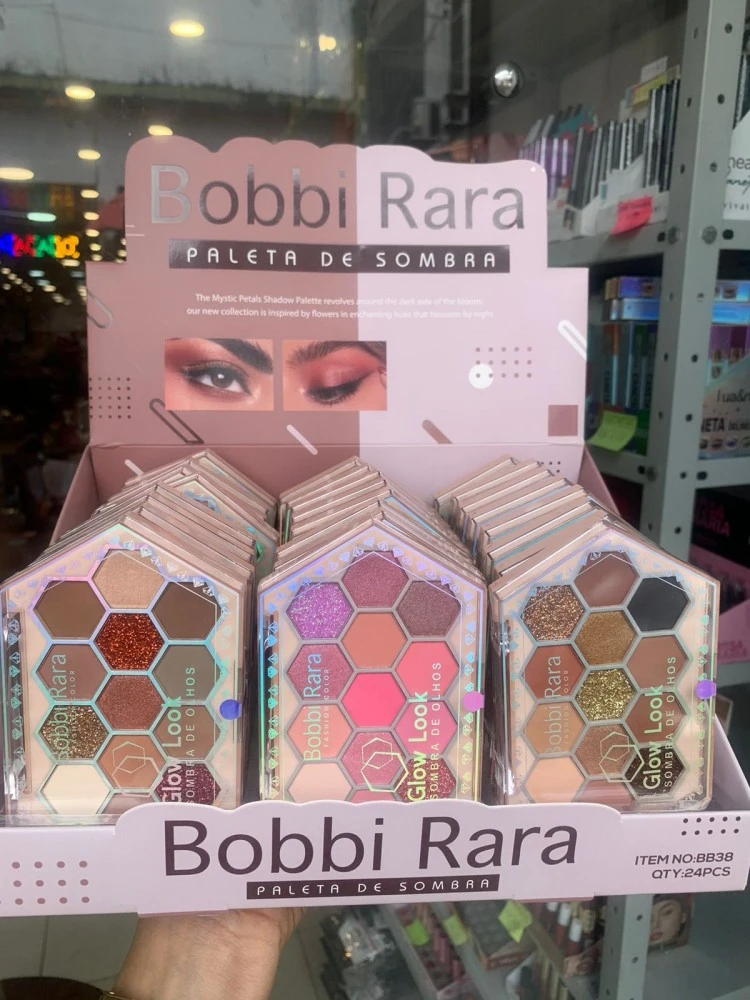 Bobbi Rara
PALETA DE SOMBRA
The Mystic Petals Shadow Palette revolves around the dark side of the bloom:
our new collection is inspired by flowers in enchanting hues that blossom by night
Bobbi Rara
FASHION COLOR
Glow Look
SOMBRA DE OLHOS
Bobbi Rara
FASHION COLOR
Glow Look
SOMBRA DE OLHOS
Bobbi Rara
FASHION COLOR
Glow Look
SOMBRA DE OLHOS
Bobbi Rara
PALETA DE SOMBRA
ITEM NO:BB38
QTY:24PCS